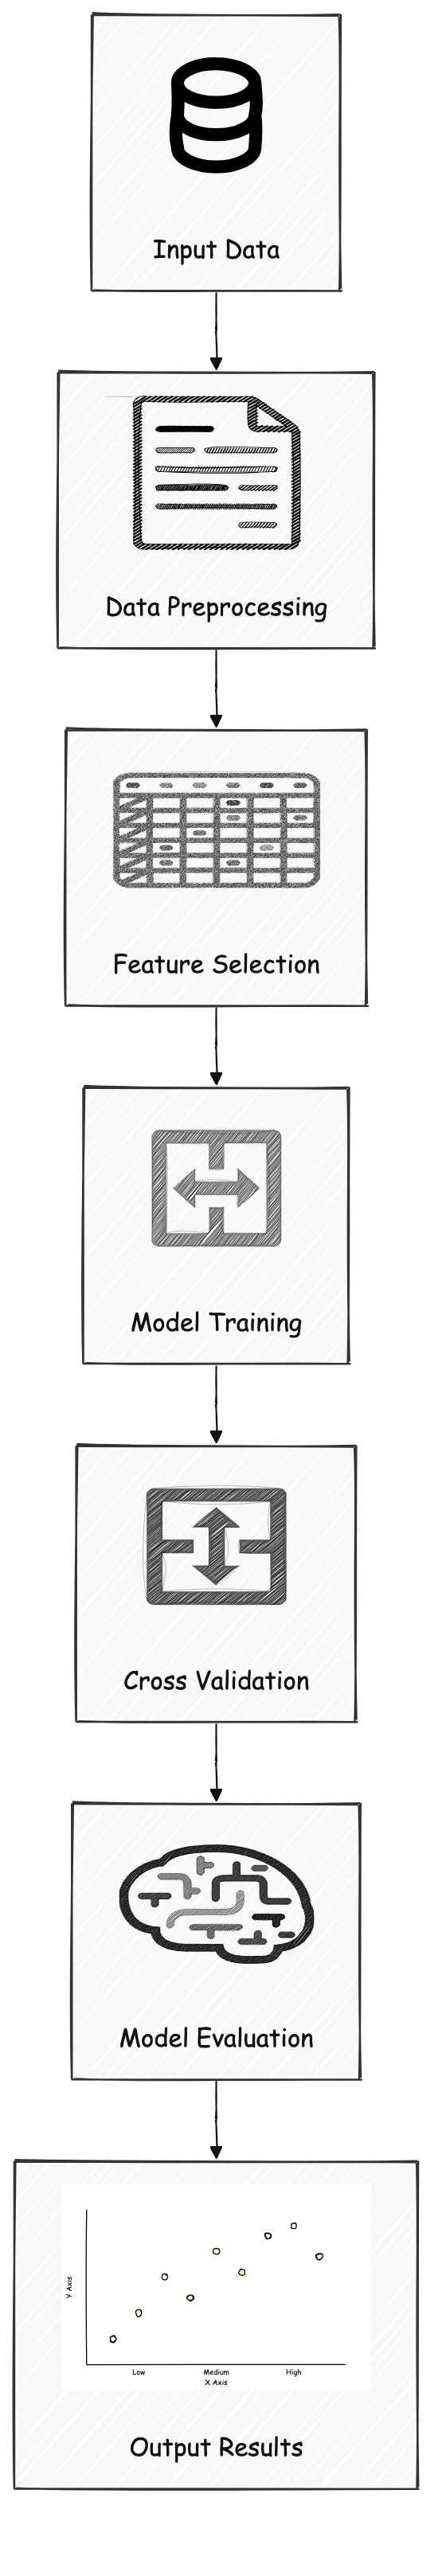 Input Data
Data Preprocessing
Feature Selection
Model Training
Cross Validation
Model Evaluation
Y Axis
Low Medium High
X Axis
Output Results